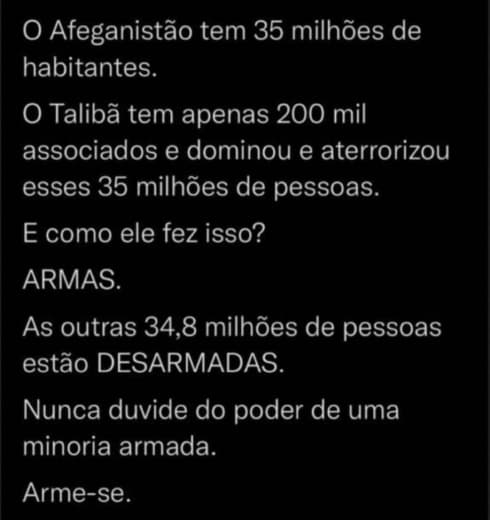 O Afeganistão tem 35 milhões de
habitantes.
O Talibã tem apenas 200 mil
associados e dominou e aterrorizou
esses 35 milhões de pessoas.
E como ele fez isso?
ARMAS.
As outras 34,8 milhões de pessoas
estão DESARMADAS.
Nunca duvide do poder de uma
minoria armada.
Arme-se.